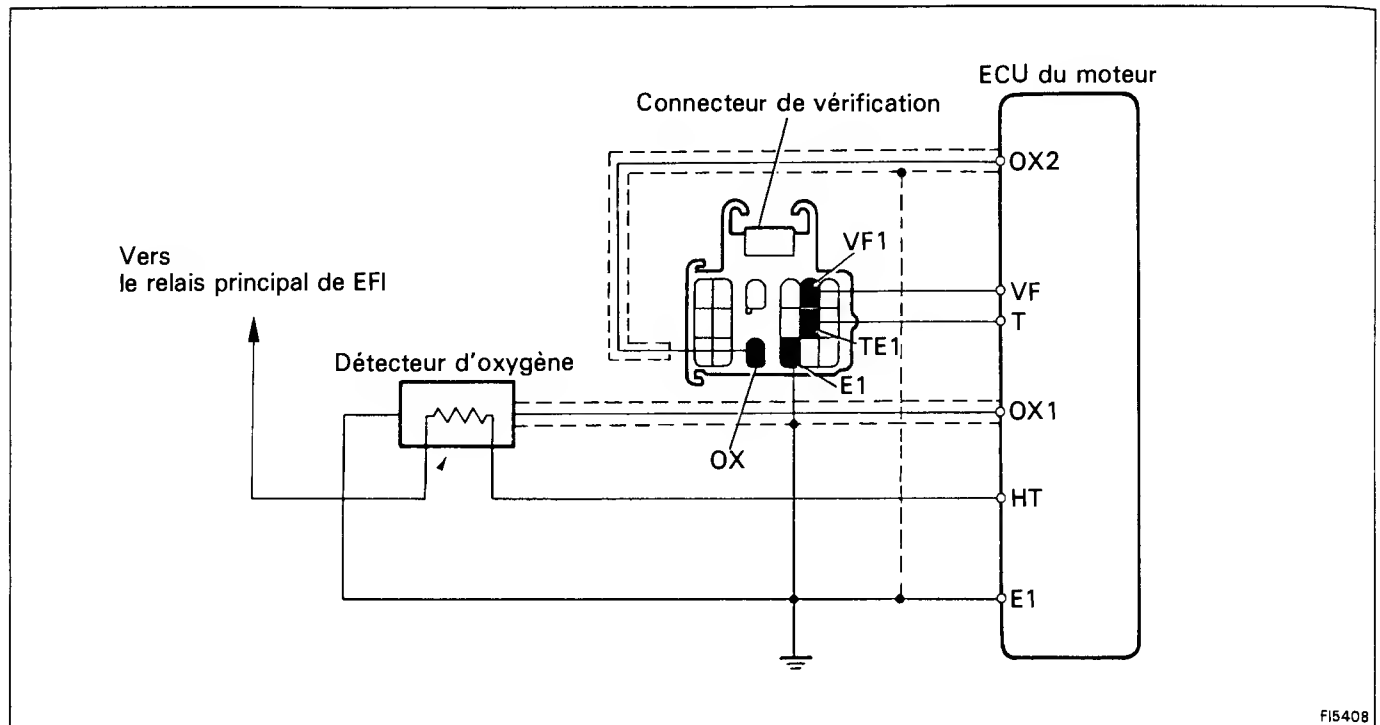 ECU du moteur
Connecteur de vérification
OX2
VF1
Vers
le relais principal de EFI
VF
T
TE1
Détecteur d'oxygène
E1
OX1
OX
HT
E1
FI5408